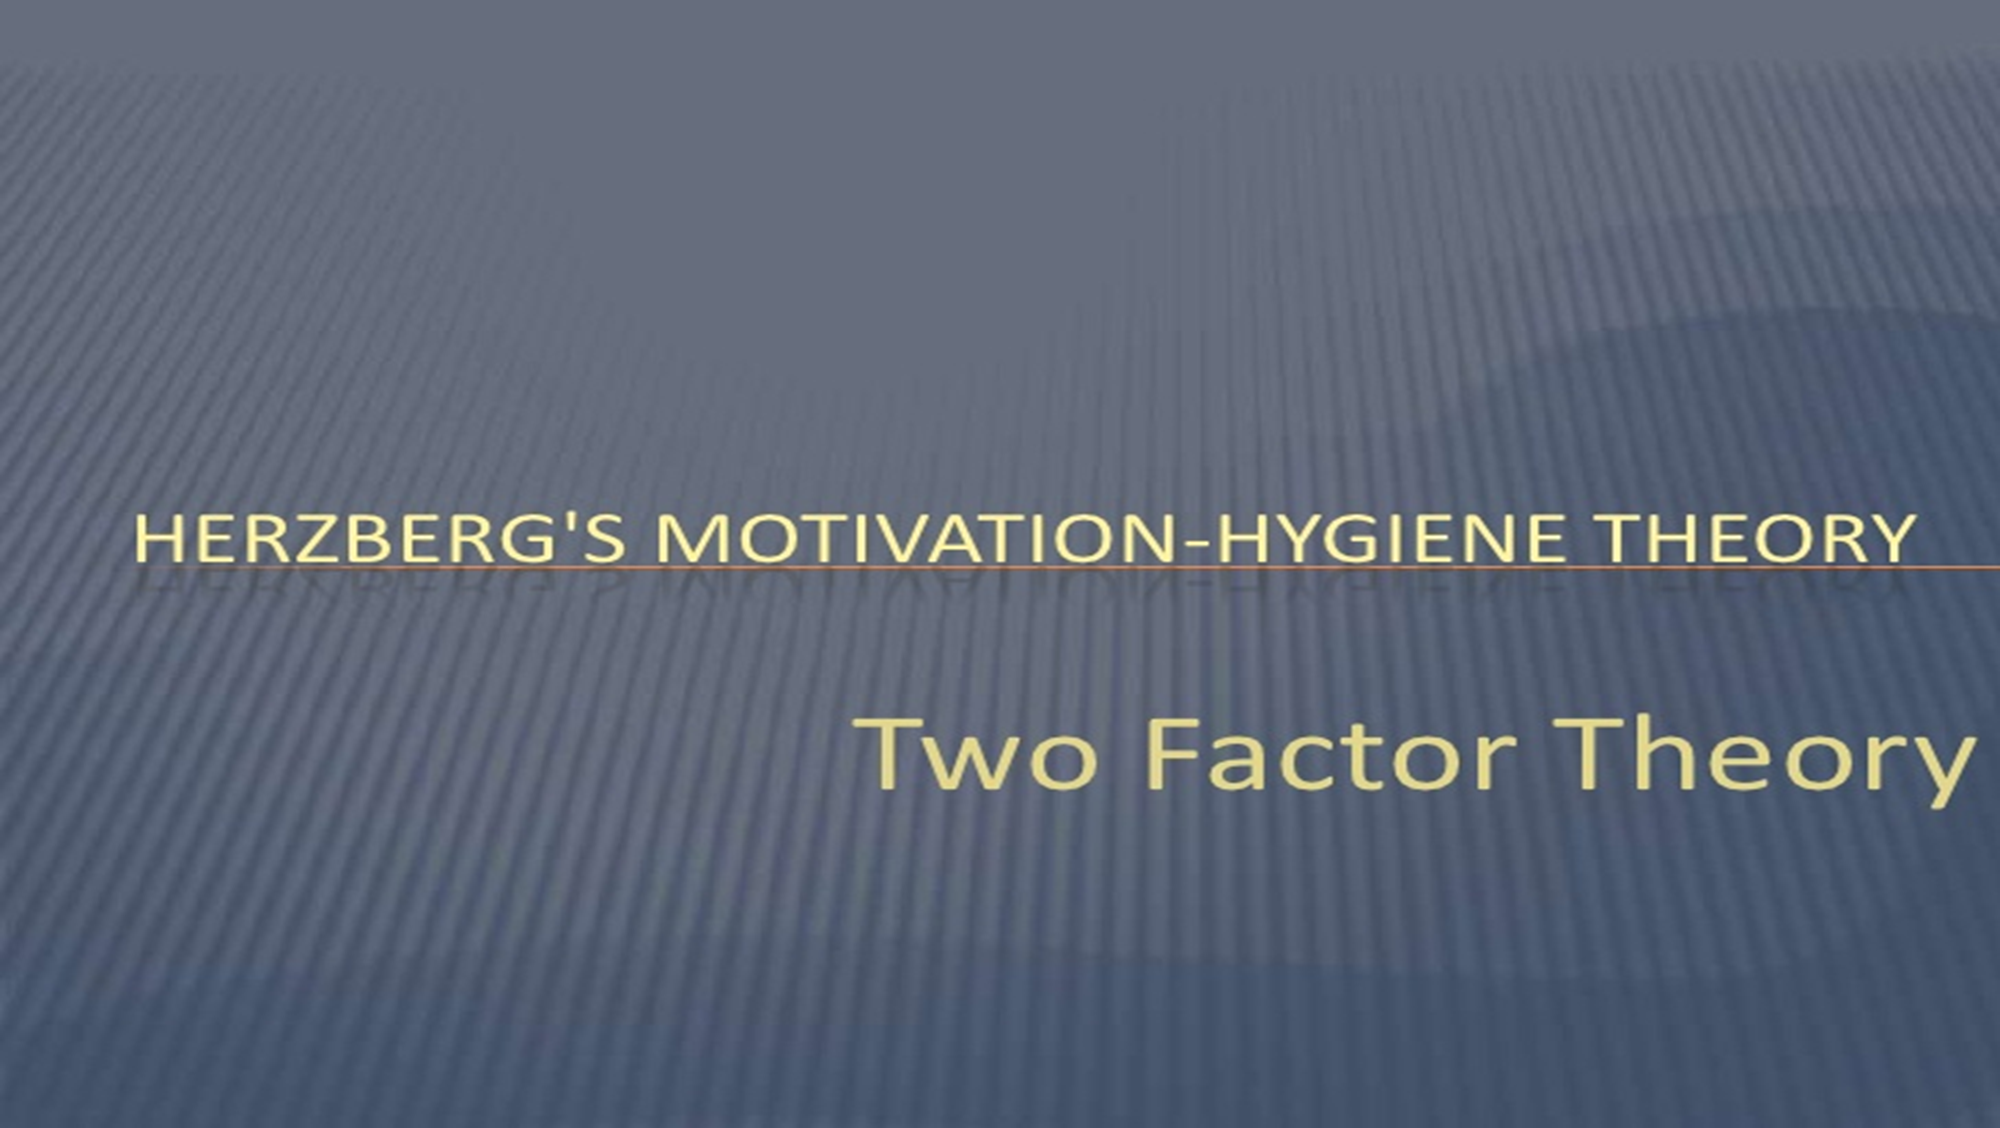 HERZBERG'S MOTIVATION-HYGIENE THEORY
Two Factor Theory